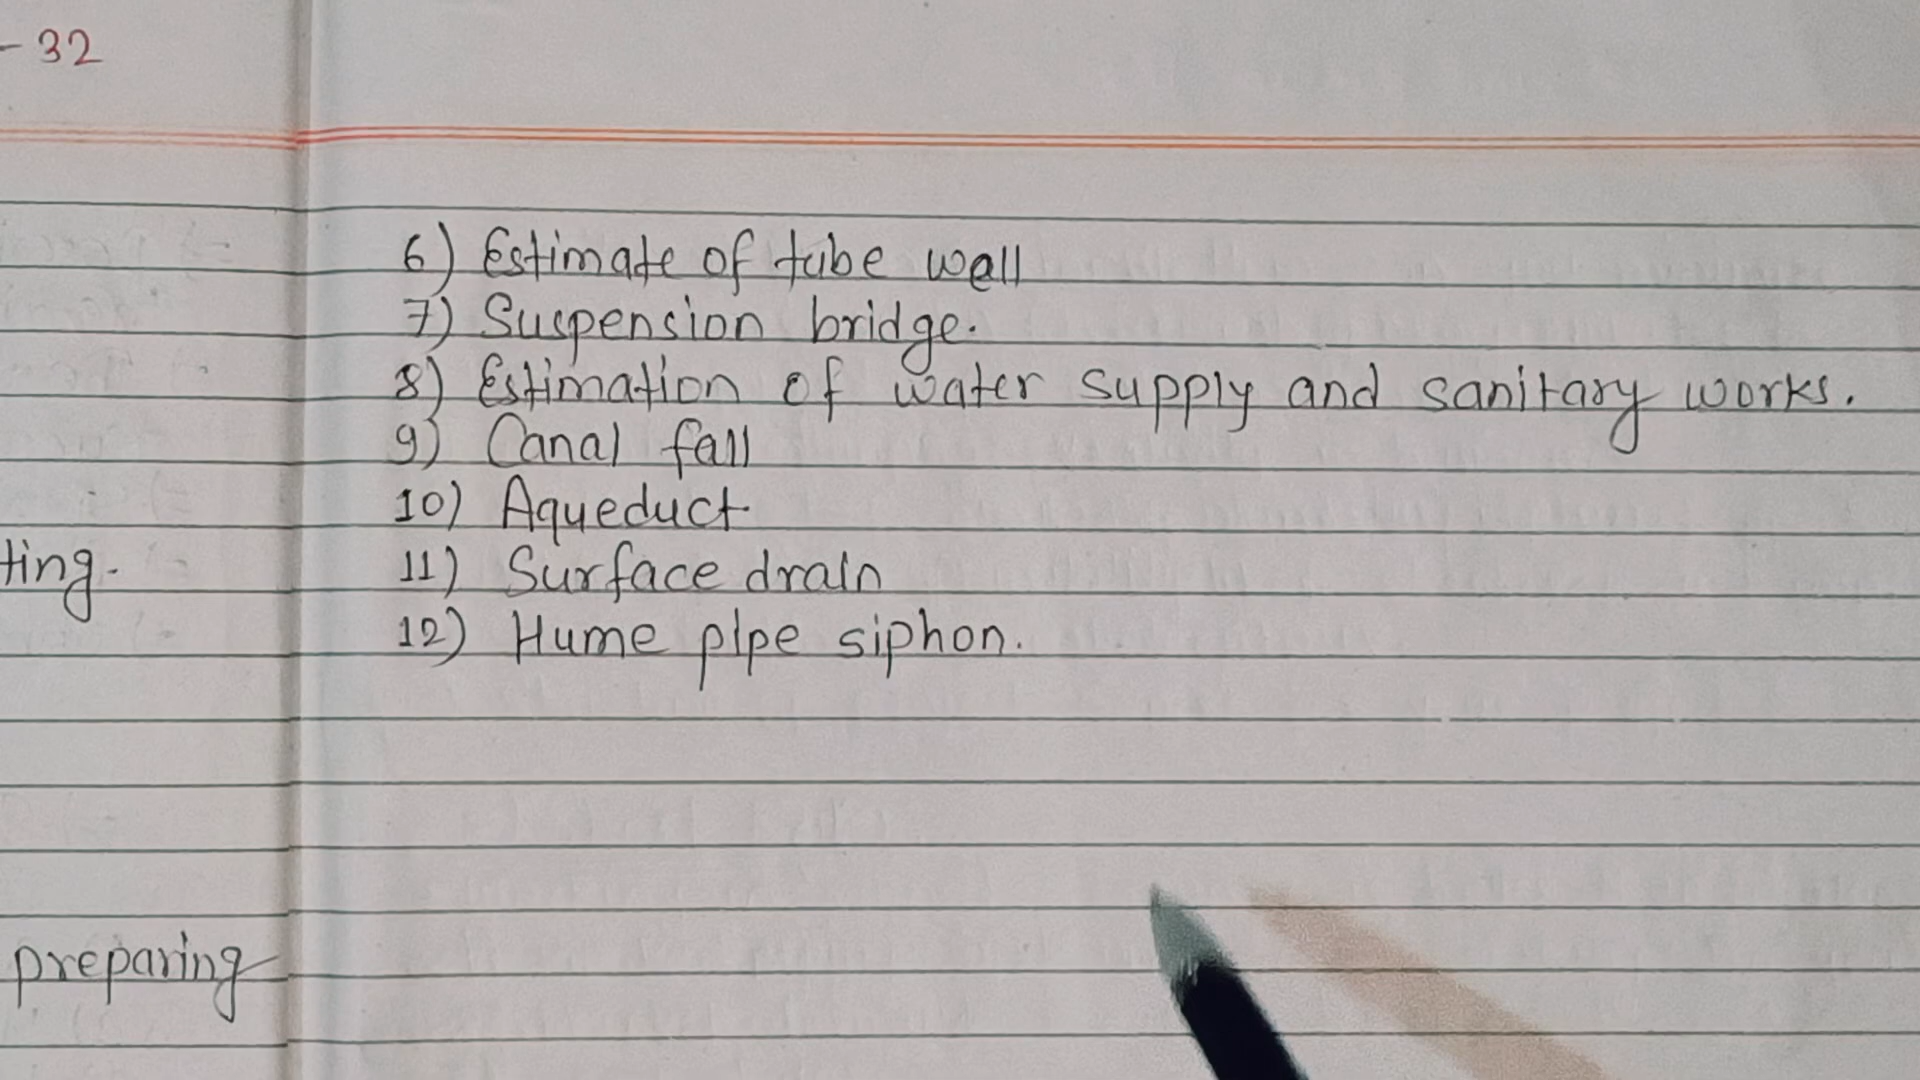 - 32
6) Estimate of tube well
7) Suspension bridge.
8) Estimation of water supply and sanitary works.
9) Canal fall
10) Aqueduct
ting.
11) Surface drain
12) Hume pipe siphon.
preparing